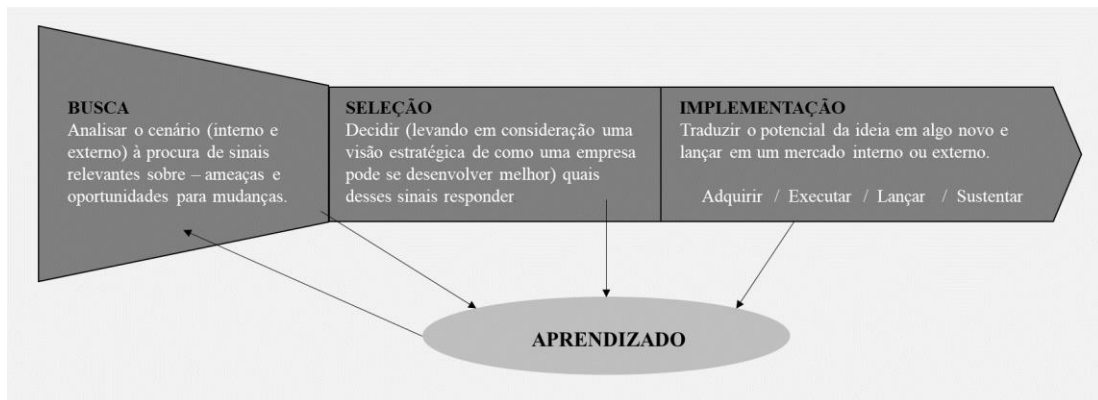 BUSCA
Analisar o cenário (interno e
externo) à procura de sinais
relevantes sobre – ameaças e
oportunidades para mudanças.
SELEÇÃO
Decidir (levando em consideração uma
visão estratégica de como uma empresa
pode se desenvolver melhor) quais
desses sinais responder
IMPLEMENTAÇÃO
Traduzir o potencial da ideia em algo novo e
lançar em um mercado interno ou externo.
Adquirir / Executar / Lançar / Sustentar
APRENDIZADO